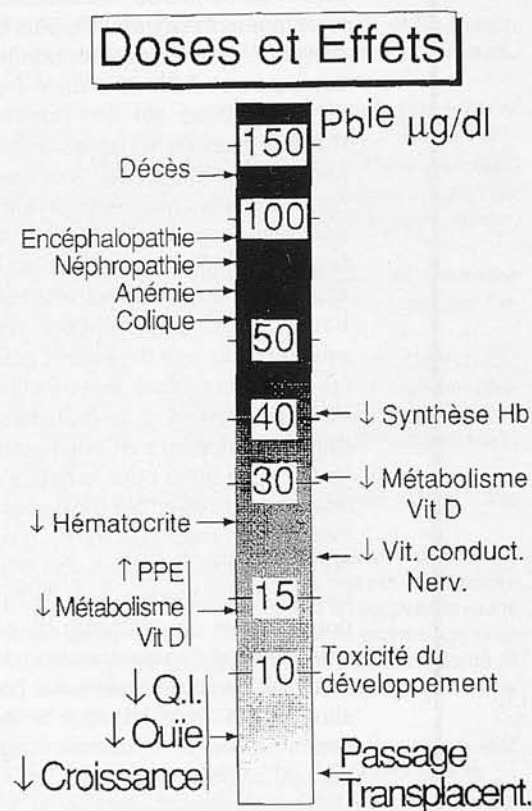 Doses et Effets
Pbie µg/dl
150
Décès
100
Encéphalopathie
Néphropathie
Anémie
Colique
50
40
↓ Synthèse Hb
30
↓ Métabolisme
Vit D
↓ Hématocrite
↓ Vit. conduct.
Nerv.
↑ PPE
↓ Métabolisme
Vit D
15
10
Toxicité du
développement
↓ Q.I.
↓ Ouie
↓ Croissance
Passage
Transplacent.